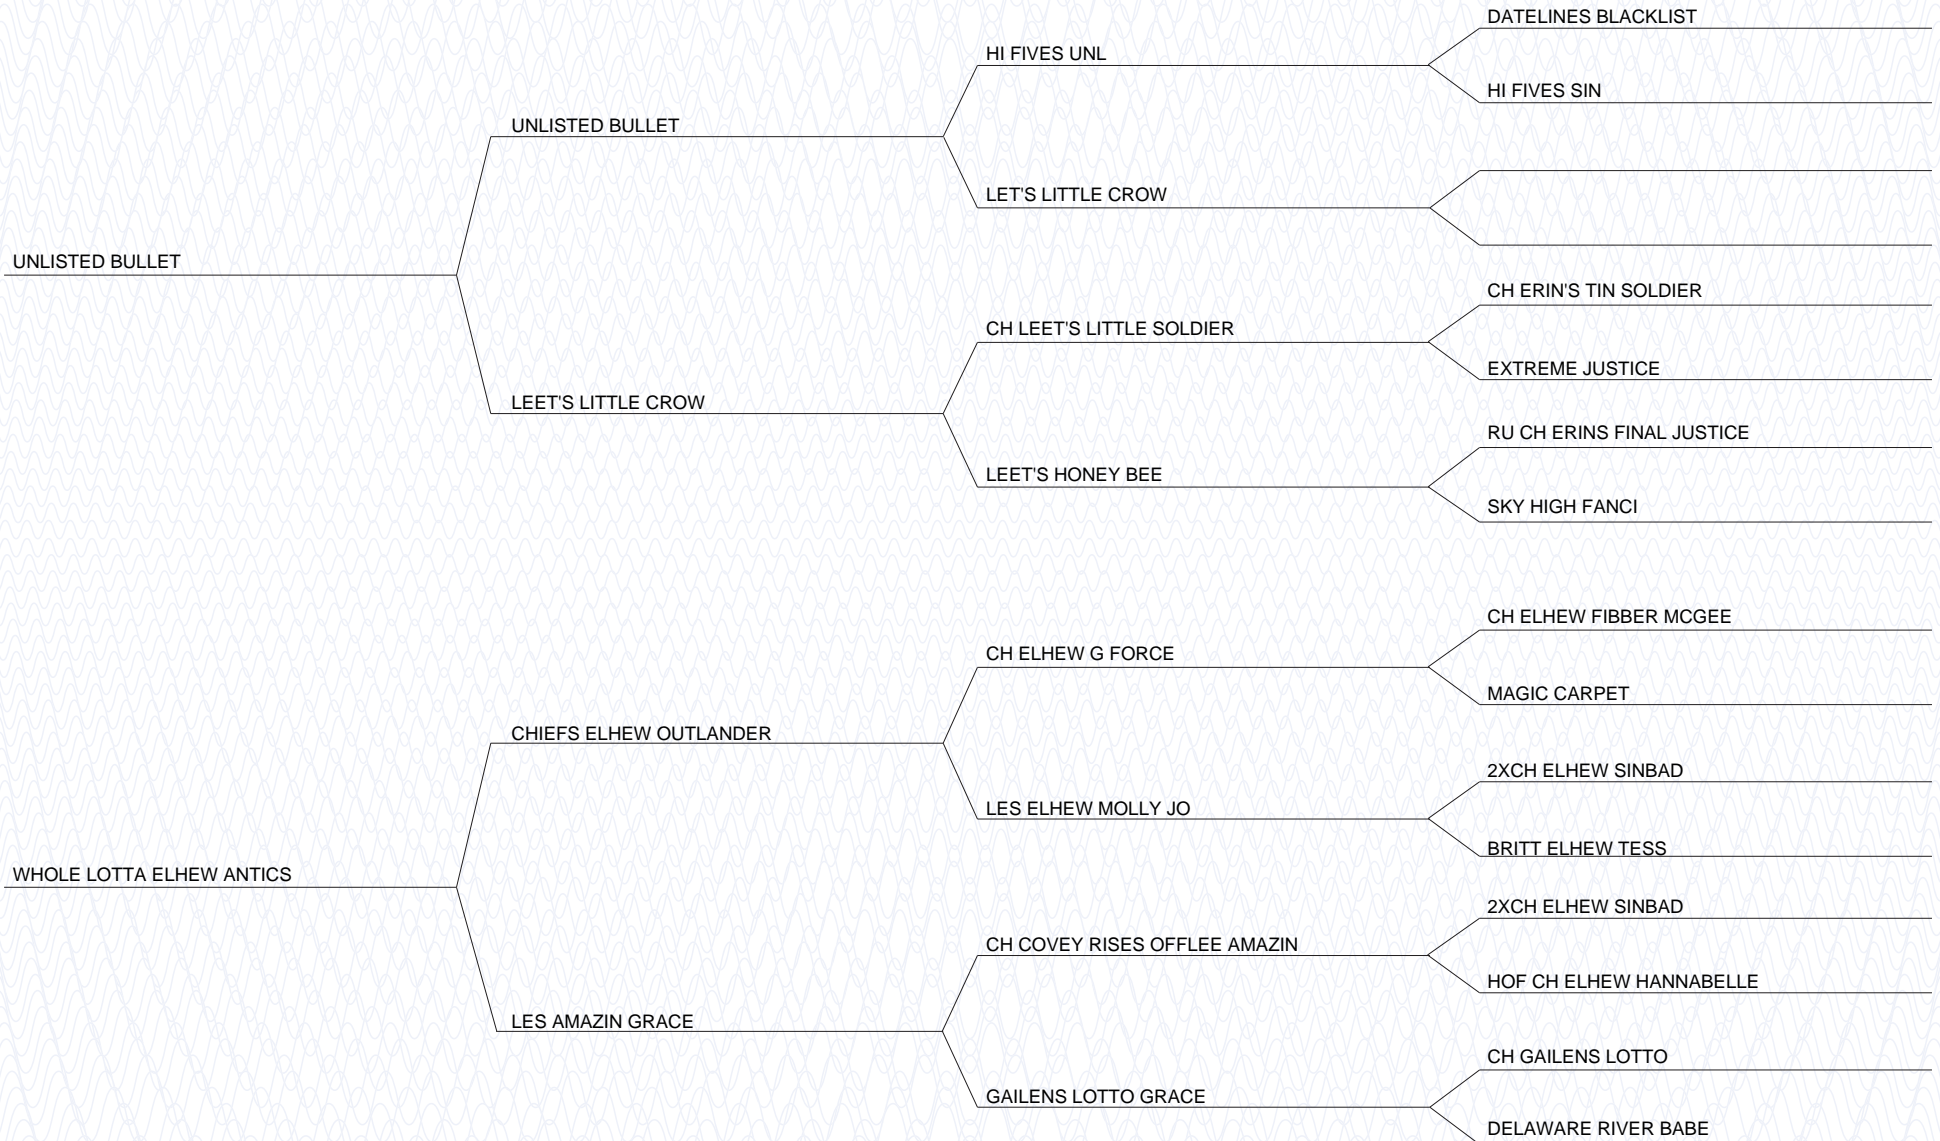 DATELINES BLACKLIST
HI FIVES UNL
HI FIVES SIN
UNLISTED BULLET
LET'S LITTLE CROW
UNLISTED BULLET
CH ERIN'S TIN SOLDIER
CH LEET'S LITTLE SOLDIER
EXTREME JUSTICE
LEET'S LITTLE CROW
RU CH ERINS FINAL JUSTICE
LEET'S HONEY BEE
SKY HIGH FANCI
CH ELHEW FIBBER MCGEE
CH ELHEW G FORCE
MAGIC CARPET
CHIEFS ELHEW OUTLANDER
2XCH ELHEW SINBAD
LES ELHEW MOLLY JO
BRITT ELHEW TESS
WHOLE LOTTA ELHEW ANTICS
2XCH ELHEW SINBAD
CH COVEY RISES OFFLEE AMAZIN
HOF CH ELHEW HANNABELLE
LES AMAZIN GRACE
CH GAILENS LOTTO
GAILENS LOTTO GRACE
DELAWARE RIVER BABE